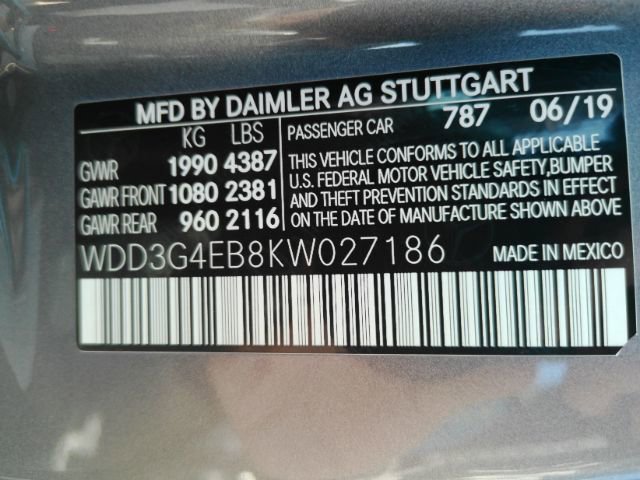 MFD BY DAIMLER AG STUTTGART
KG LBS
GVWR 1990 4387
GAWR FRONT 1080 2381
GAWR REAR 960 2116
PASSENGER CAR 787 06/19
THIS VEHICLE CONFORMS TO ALL APPLICABLE
U.S. FEDERAL MOTOR VEHICLE SAFETY,BUMPER
AND THEFT PREVENTION STANDARDS IN EFFECT
ON THE DATE OF MANUFACTURE SHOWN ABOVE
WDD3G4EB8KW027186
MADE IN MEXICO